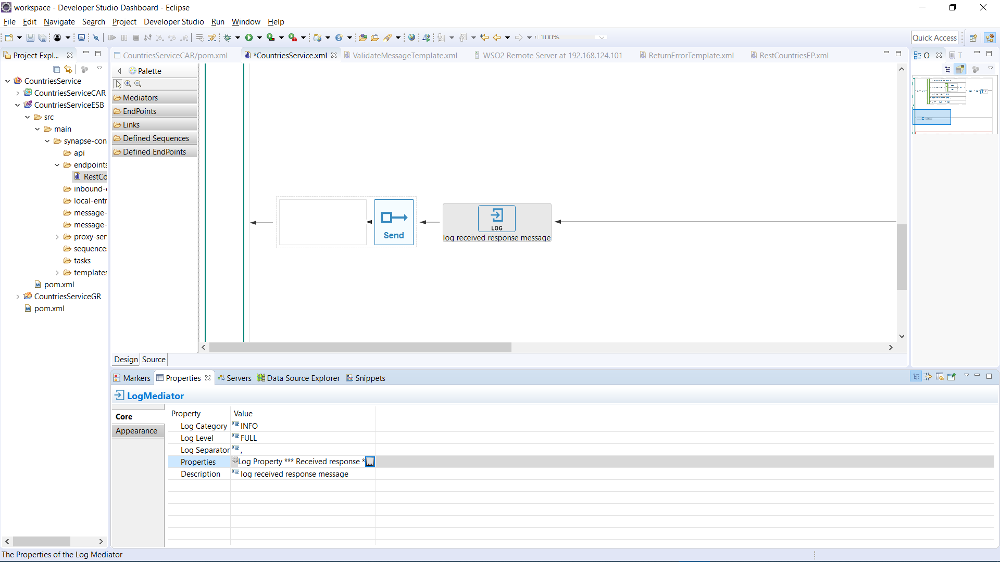 workspace - Developer Studio Dashboard - Eclipse
File Edit Navigate Search Project Developer Studio Run Window Help
100%
Quick Access
Project Expl...
CountriesServiceCAR/pom.xml
*CountriesService.xml
ValidateMessageTemplate.xml
WSO2 Remote Server at 192.168.124.101
ReturnErrorTemplate.xml
RestCountriesEP.xml
O
T
CountriesService
CountriesServiceCAR
CountriesServiceESB
src
main
synapse-con
api
endpoints
RestCo
inbound-
local-entr
message-
message-
proxy-ser
sequence
tasks
templates
pom.xml
CountriesServiceGR
pom.xml
Palette
Mediators
EndPoints
Links
Defined Sequences
Defined EndPoints
Send
LOG
log received response message
Design Source
Markers Properties Servers Data Source Explorer Snippets
LogMediator
Core
Appearance
Property Value
Log Category INFO
Log Level FULL
Log Separator ,
Properties Log Property *** Received response * ...
Description log received response message
The Properties of the Log Mediator